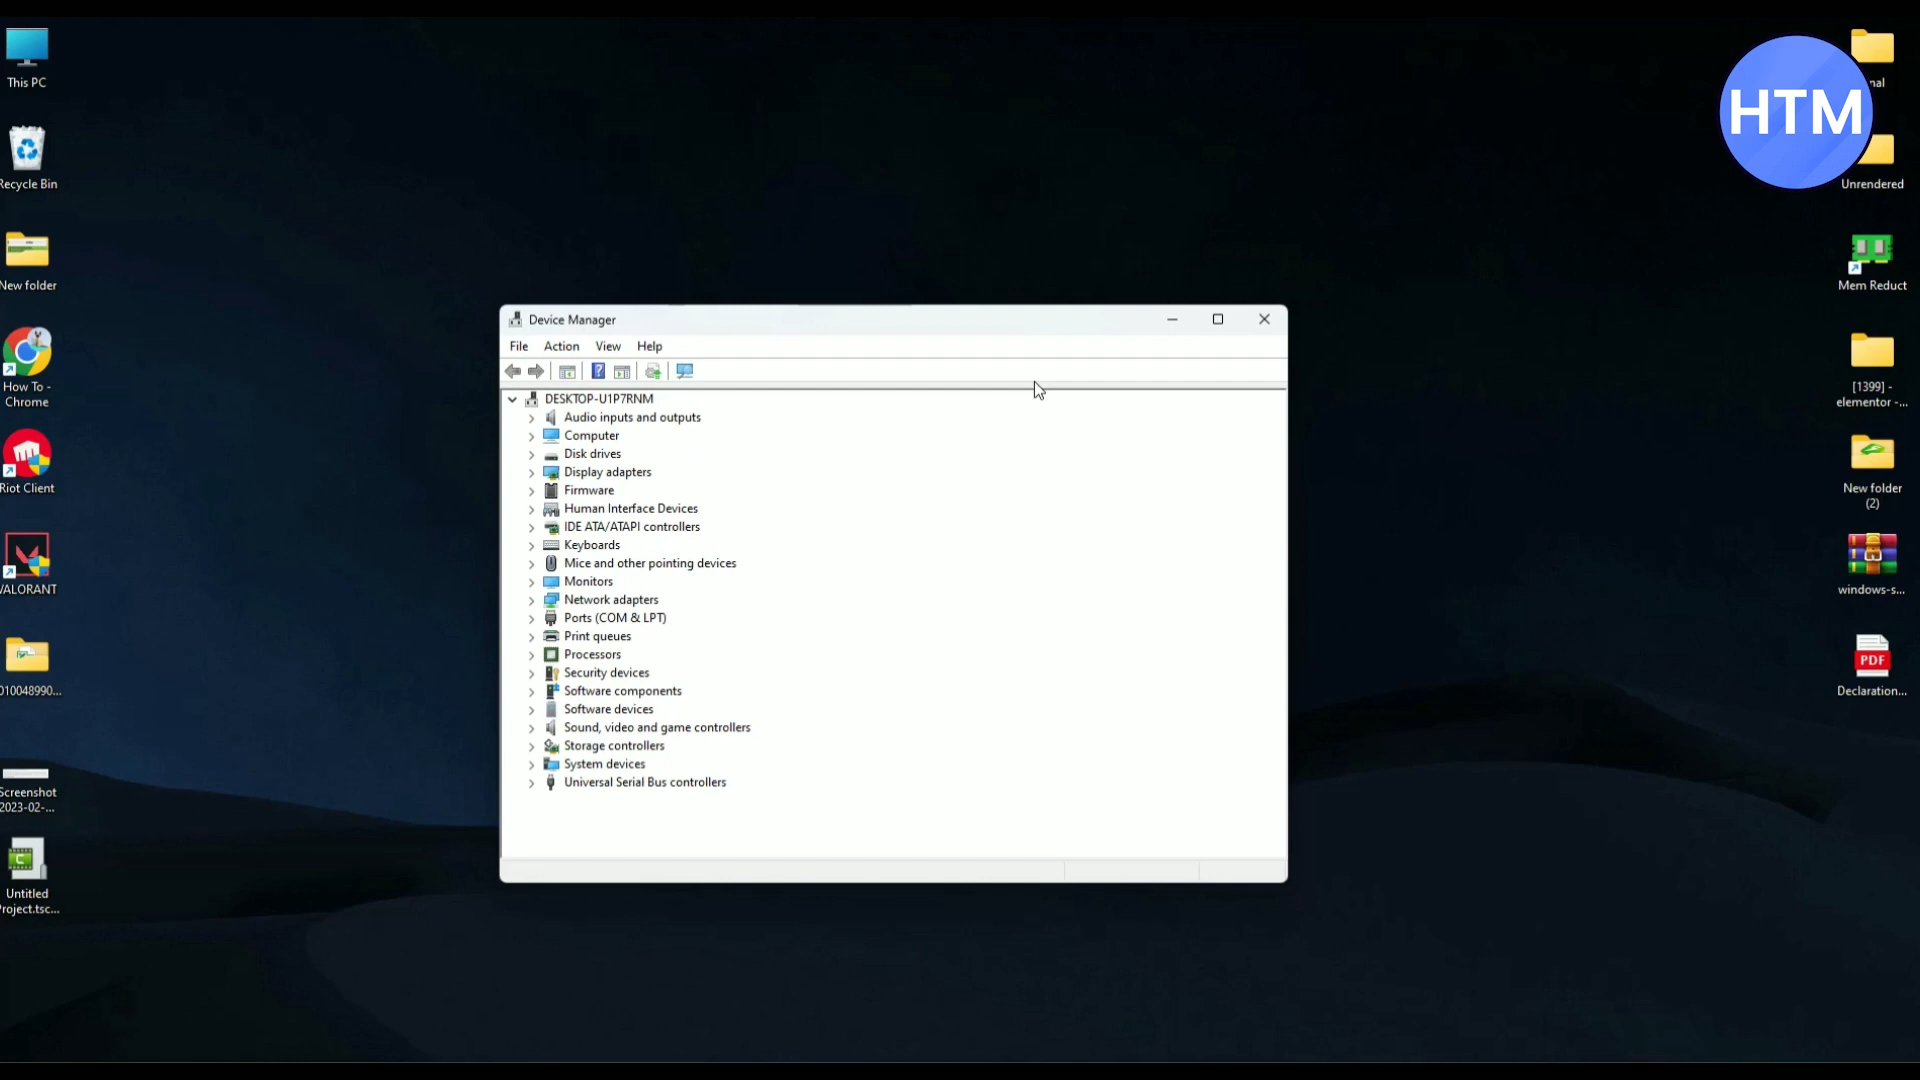 This PC
Recycle Bin
New folder
How To -
Chrome
Riot Client
VALORANT
010048990...
Screenshot
2023-02-...
C
Untitled
Project.tsc...
Device Manager
File Action View Help
?
DESKTOP-U1P7RNM
Audio inputs and outputs
Computer
Disk drives
Display adapters
Firmware
Human Interface Devices
IDE ATA/ATAPI controllers
Keyboards
Mice and other pointing devices
Monitors
Network adapters
Ports (COM & LPT)
Print queues
Processors
Security devices
Software components
Software devices
Sound, video and game controllers
Storage controllers
System devices
Universal Serial Bus controllers
HTM
Unrendered
Mem Reduct
[1399] -
elementor -...
New folder
(2)
windows-s...
PDF
Declaration...